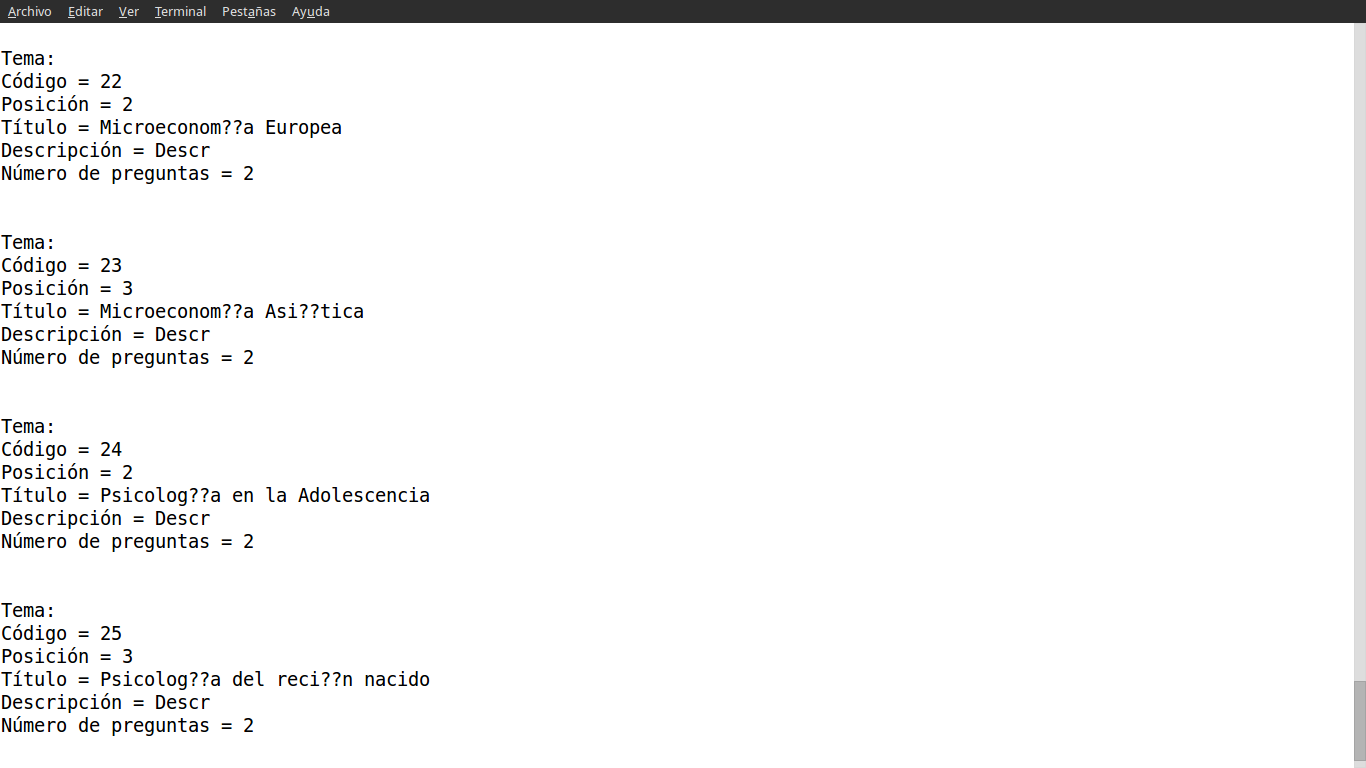 Archivo Editar Ver Terminal Pestañas Ayuda
Tema:
Código = 22
Posición = 2
Título = Microeconom??a Europea
Descripción = Descr
Número de preguntas = 2
Tema:
Código = 23
Posición = 3
Título = Microeconom??a Asi??tica
Descripción = Descr
Número de preguntas = 2
Tema:
Código = 24
Posición = 2
Título = Psicolog??a en la Adolescencia
Descripción = Descr
Número de preguntas = 2
Tema:
Código = 25
Posición = 3
Título = Psicolog??a del reci??n nacido
Descripción = Descr
Número de preguntas = 2